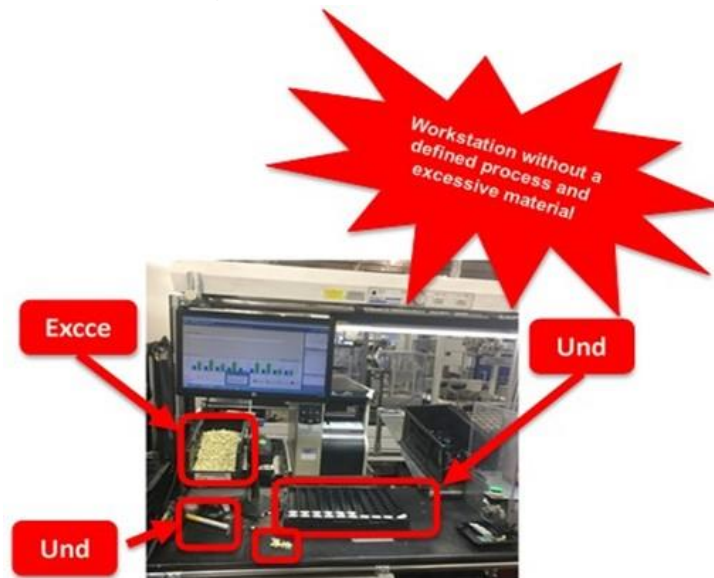 Workstation without a
defined process and
excessive material
Excce
Und
Und